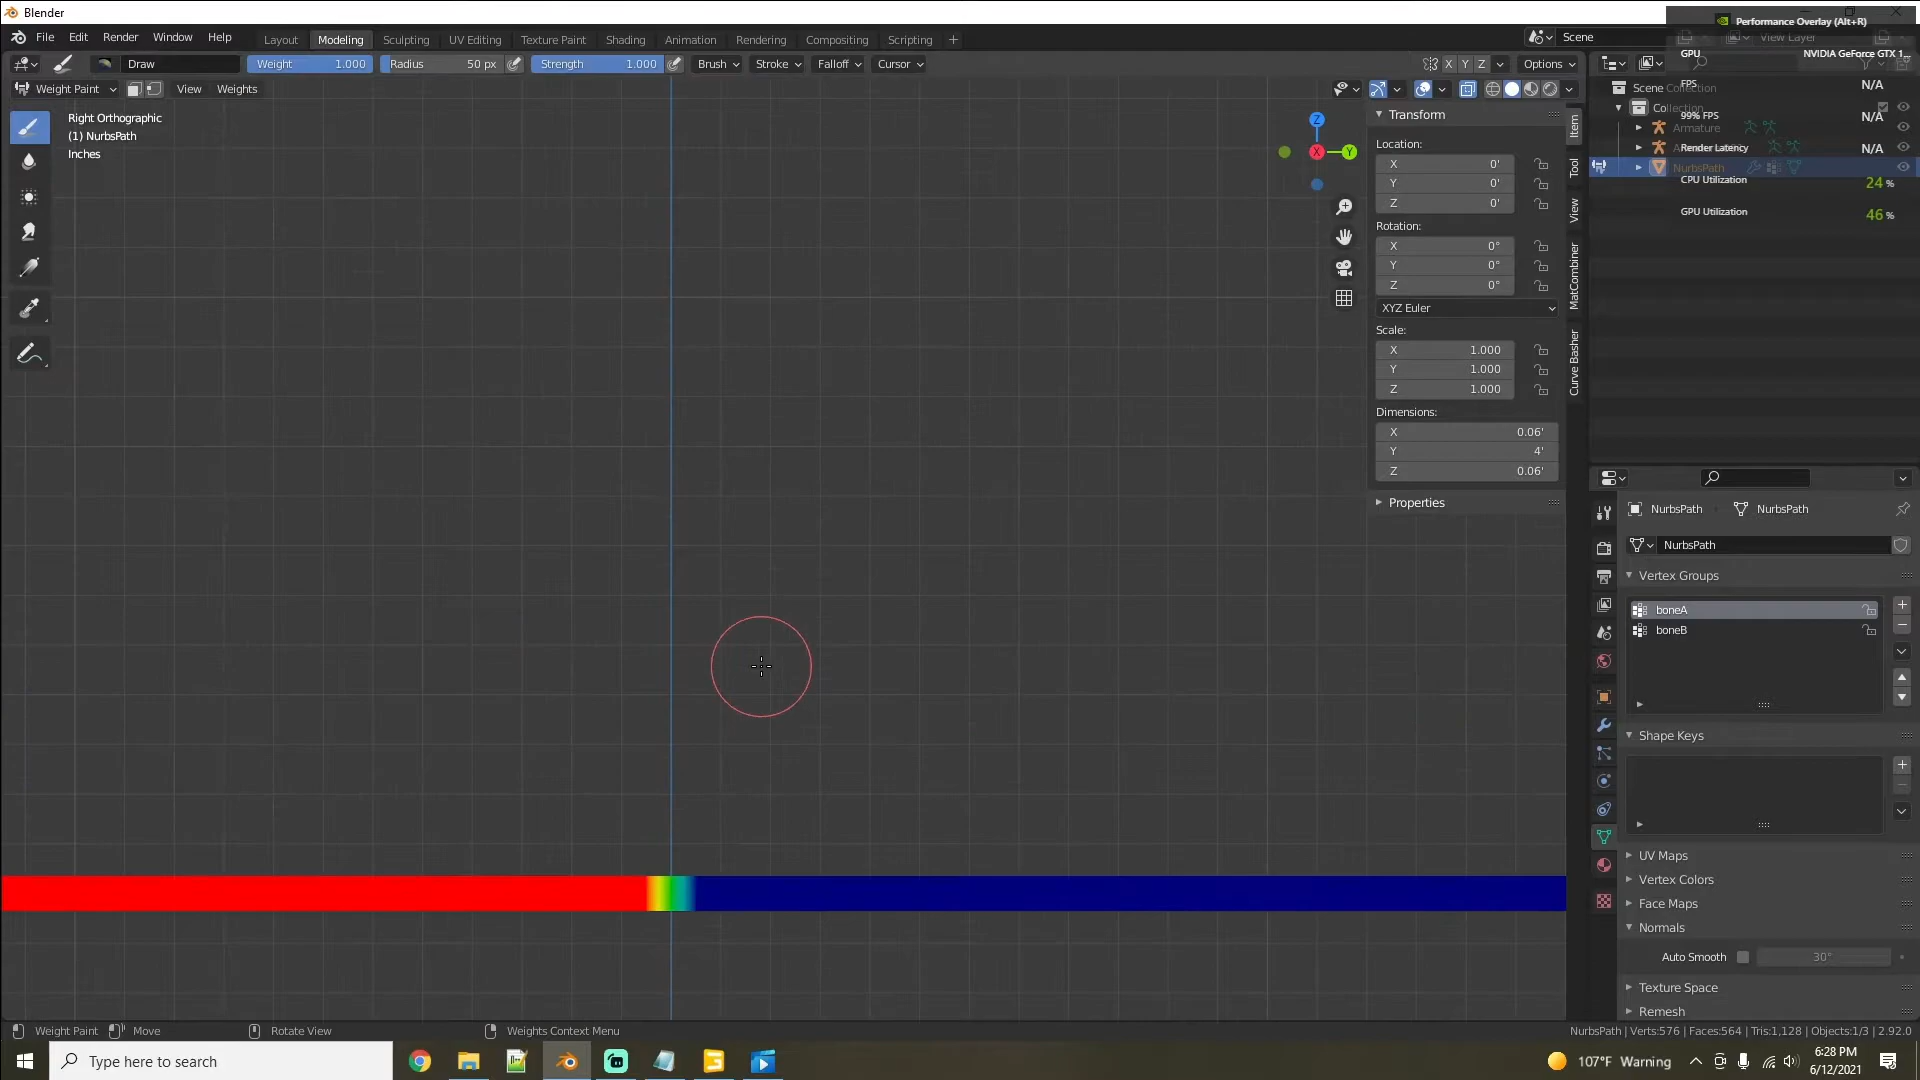 Blender
Performance Overlay (Alt+R)
File Edit Render Window Help
Layout Modeling Sculpting UV Editing Texture Paint Shading Animation Rendering Compositing Scripting +
Scene
View Layer
GPU NVIDIA GeForce GTX 1
Draw Weight 1.000 Radius 50 px Strength 1.000 Brush Stroke Falloff Cursor
X Y Z Options
Weight Paint View Weights
Right Orthographic
(1) NurbsPath
Inches
Z
X
Y
Transform
Location:
X 0'
Y 0'
Z 0'
Rotation:
X 0°
Y 0°
Z 0°
XYZ Euler
Scale:
X 1.000
Y 1.000
Z 1.000
Dimensions:
X 0.06'
Y 4'
Z 0.06'
Properties
Item
Tool
View
MatCombiner
Curve Basher
FPS N/A
Scene Collection
99% FPS N/A
Armature
Render Latency N/A
NurbsPath
CPU Utilization 24 %
GPU Utilization 46 %
NurbsPath NurbsPath
NurbsPath
Vertex Groups
boneA
boneB
Shape Keys
UV Maps
Vertex Colors
Face Maps
Normals
Auto Smooth 30°
Texture Space
Remesh
Weight Paint Move Rotate View Weights Context Menu
NurbsPath | Verts:576 | Faces:564 | Tris:1,128 | Objects:1/3 | 2.92.0
Type here to search
107°F Warning
6:28 PM
6/12/2021